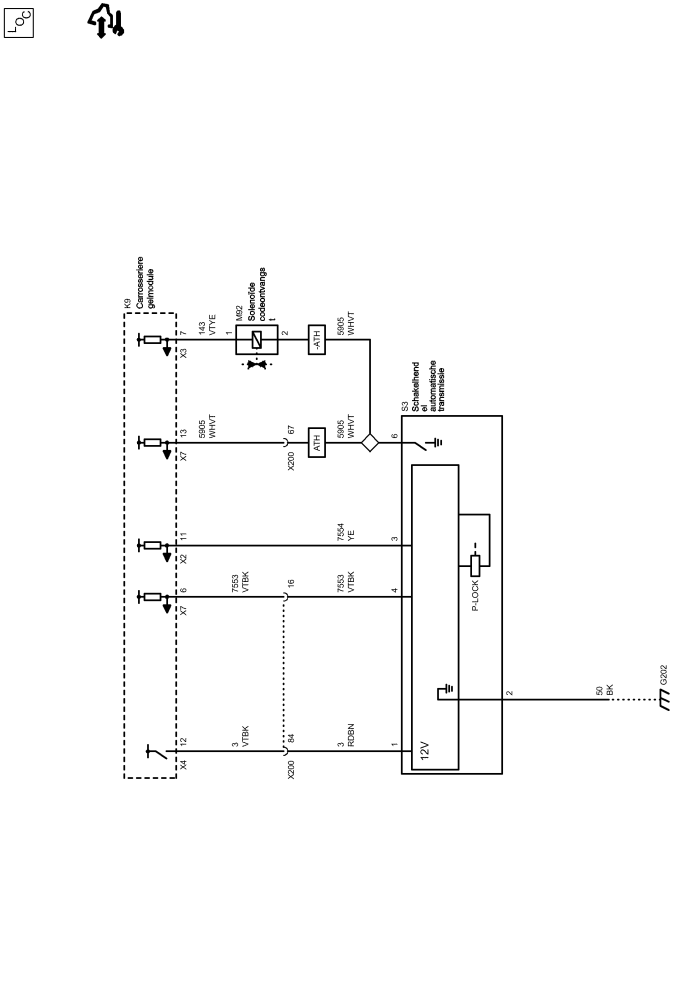 LOC
K9
Carrosseriere
gelmodule
7
X3
143
VTYE
1
M92
Solenoïde
codeontvangs
t
2
-ATH
5905
WHVT
13
X7
5905
WHVT
67
X200
ATH
5905
WHVT
6
S3
Schakelhend
el
automatische
transmissie
11
X2
7554
YE
3
6
X7
7553
VTBK
16
7553
VTBK
4
P-LOCK
12
X4
3
VTBK
84
X200
3
RDBN
1
12V
2
50
BK
G202